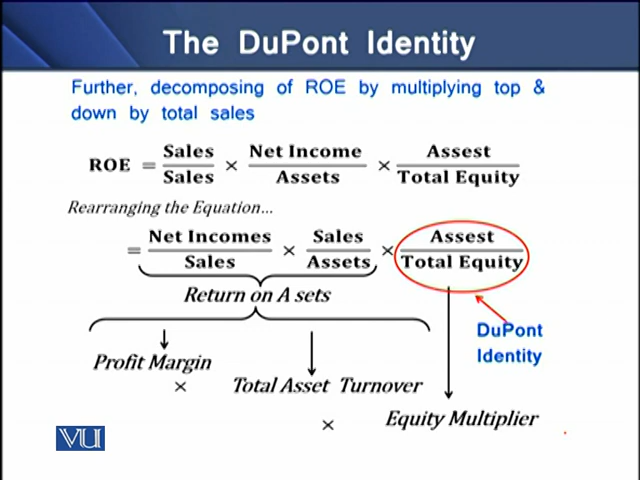 The DuPont Identity
Further, decomposing of ROE by multiplying top &
down by total sales
ROE = Sales / Sales × Net Income / Assets × Assest / Total Equity
Rearranging the Equation...
= Net Incomes / Sales × Sales / Assets × Assest / Total Equity
Return on A sets
DuPont
Identity
Profit Margin
× Total Asset Turnover
× Equity Multiplier
VU